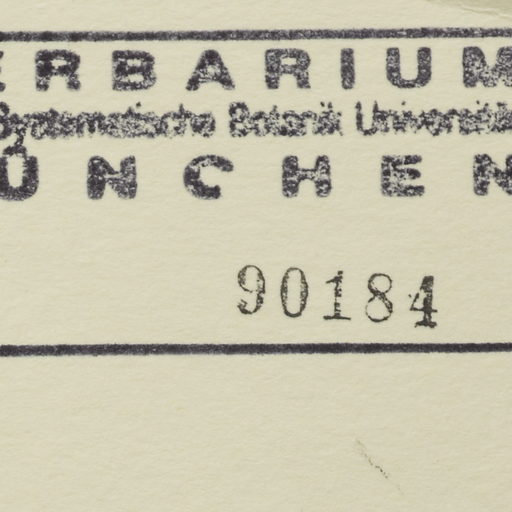 ERBARIUM
Systematische Botanik Universität
ÜNCHEN
90184